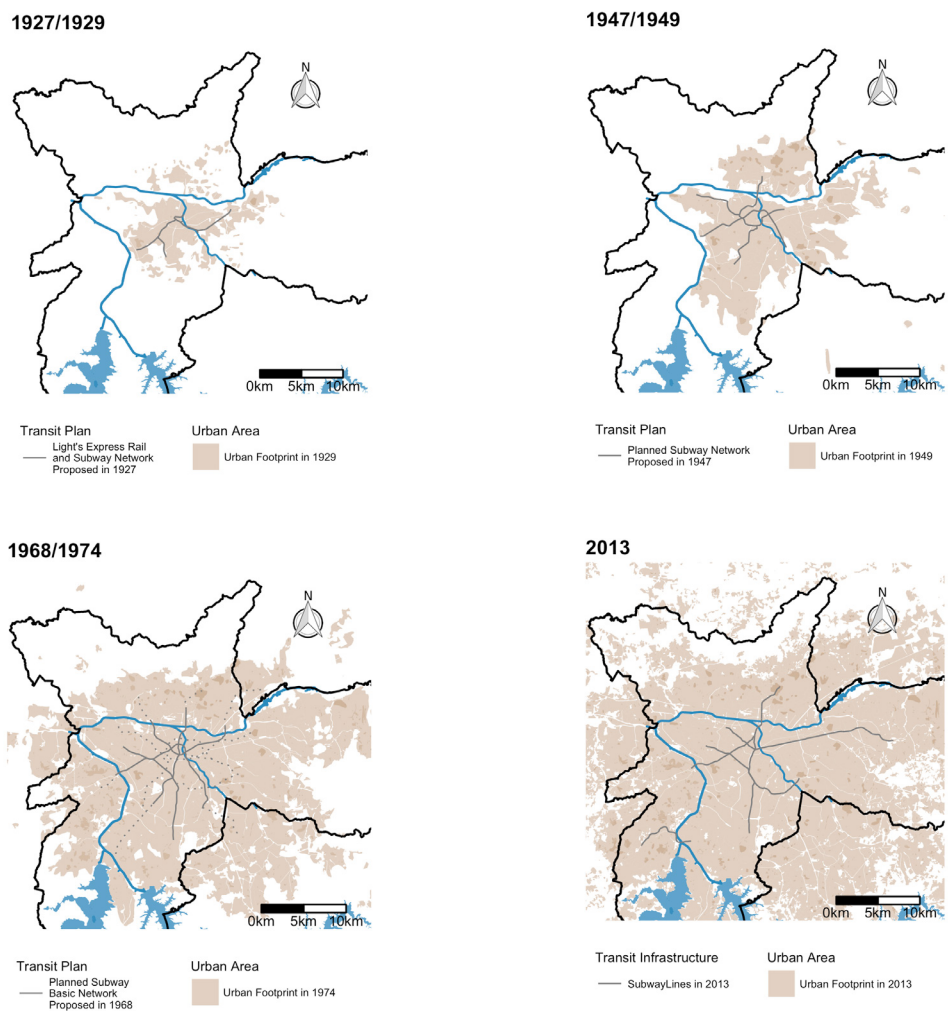 1927/1929
N
0km 5km 10km
Transit Plan
Light's Express Rail
and Subway Network
Proposed in 1927
Urban Area
Urban Footprint in 1929
1947/1949
N
0km 5km 10km
Transit Plan
Planned Subway Network
Proposed in 1947
Urban Area
Urban Footprint in 1949
1968/1974
N
0km 5km 10km
Transit Plan
Planned Subway
Basic Network
Proposed in 1968
Urban Area
Urban Footprint in 1974
2013
N
0km 5km 10km
Transit Infrastructure
SubwayLines in 2013
Urban Area
Urban Footprint in 2013